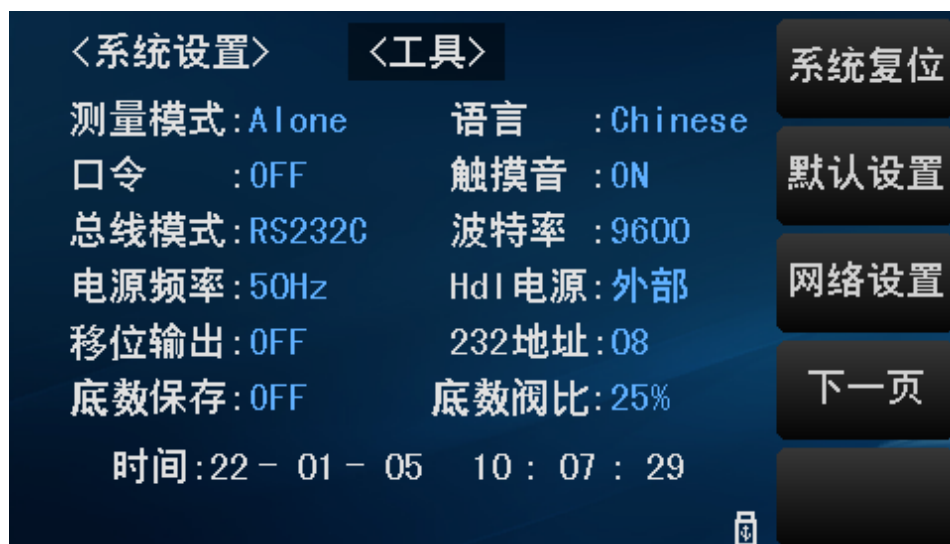 <系统设置> <工具>
测量模式:Alone 语言 :Chinese
口令 :OFF 触摸音 :ON
总线模式:RS232C 波特率 :9600
电源频率:50Hz Hdl电源:外部
移位输出:OFF 232地址:08
底数保存:OFF 底数阀比:25%
时间:22- 01- 05 10: 07: 29
系统复位
默认设置
网络设置
下一页